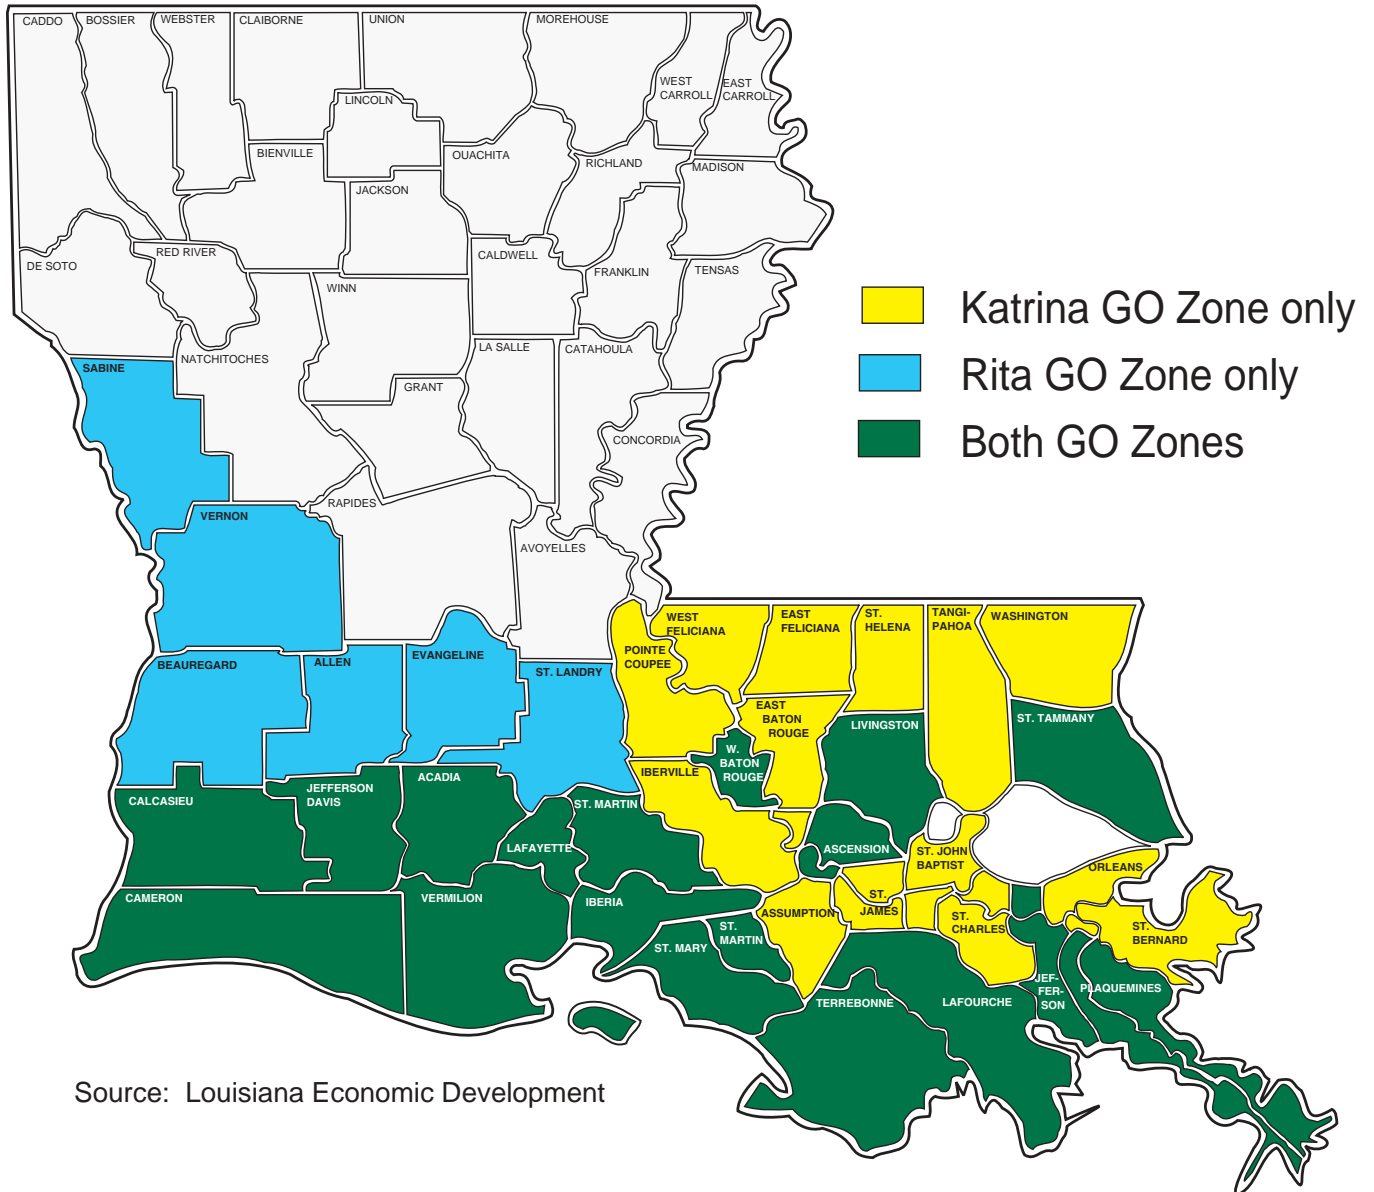 CADDO
BOSSIER
WEBSTER
CLAIBORNE
UNION
MOREHOUSE
WEST
CARROLL
EAST
CARROLL
LINCOLN
BIENVILLE
OUACHITA
RICHLAND
MADISON
JACKSON
DE SOTO
RED RIVER
CALDWELL
FRANKLIN
TENSAS
WINN
NATCHITOCHES
LA SALLE
CATAHOULA
SABINE
GRANT
CONCORDIA
RAPIDES
VERNON
AVOYELLES
Katrina GO Zone only
Rita GO Zone only
Both GO Zones
WEST
FELICIANA
EAST
FELICIANA
ST.
HELENA
TANGI-
PAHOA
WASHINGTON
POINTE
COUPEE
BEAUREGARD
ALLEN
EVANGELINE
ST. LANDRY
EAST
BATON
ROUGE
LIVINGSTON
ST. TAMMANY
W.
BATON
ROUGE
IBERVILLE
CALCASIEU
JEFFERSON
DAVIS
ACADIA
ST. MARTIN
LAFAYETTE
ASCENSION
ST. JOHN
BAPTIST
ORLEANS
CAMERON
VERMILION
IBERIA
ASSUMPTION
ST.
JAMES
ST.
CHARLES
ST.
BERNARD
ST. MARY
ST.
MARTIN
TERREBONNE
LAFOURCHE
JEF-
FER-
SON
PLAQUEMINES
Source: Louisiana Economic Development